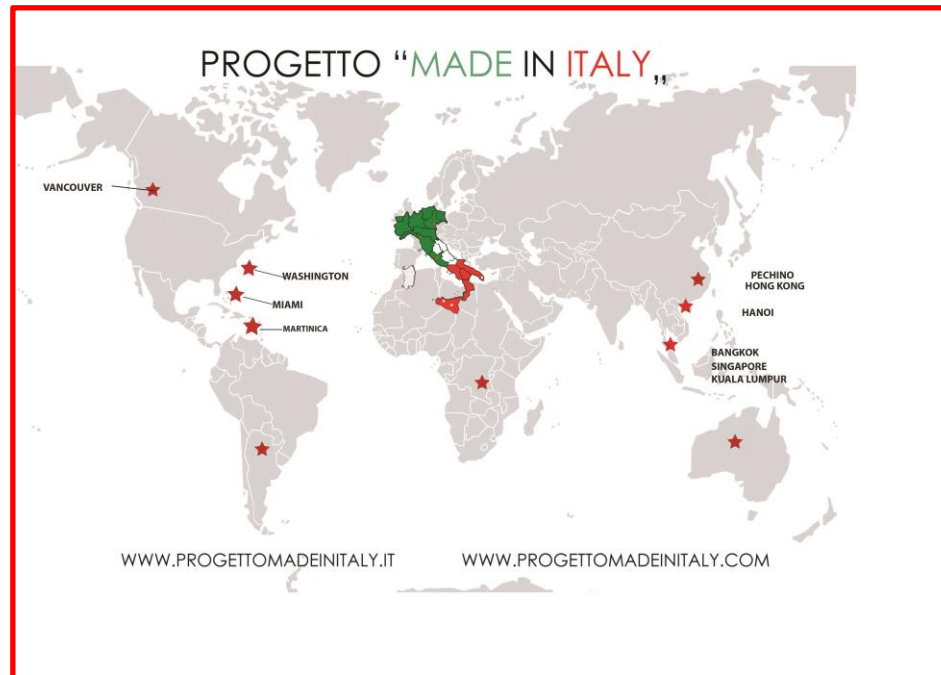 PROGETTO “MADE IN ITALY„
VANCOUVER
WASHINGTON
MIAMI
MARTINICA
PECHINO
HONG KONG
HANOI
BANGKOK
SINGAPORE
KUALA LUMPUR
WWW.PROGETTOMADEINITALY.IT
WWW.PROGETTOMADEINITALY.COM